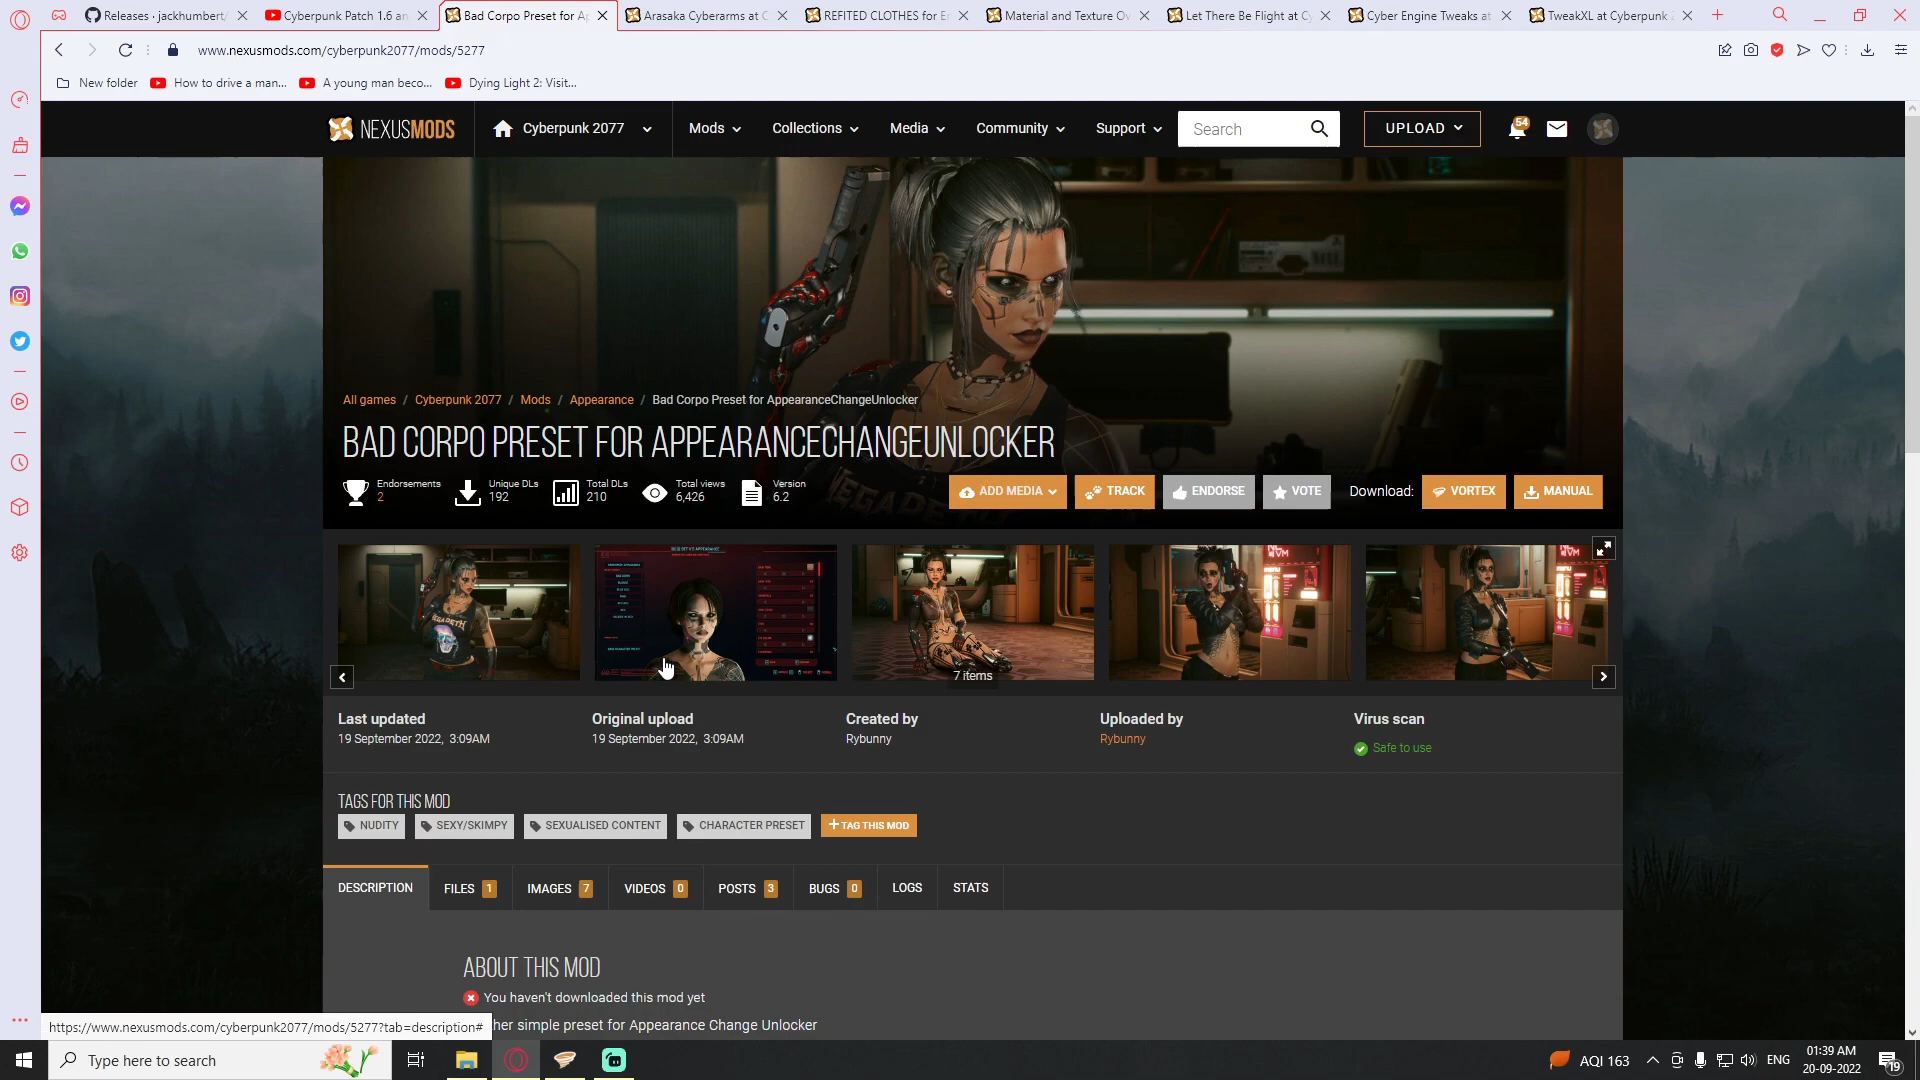 Releases · jackhumbert/
Cyberpunk Patch 1.6 an
Bad Corpo Preset for Ap
Arasaka Cyberarms at C
REFITED CLOTHES for E
Material and Texture Ov
Let There Be Flight at Cy
Cyber Engine Tweaks at
TweakXL at Cyberpunk 2
www.nexusmods.com/cyberpunk2077/mods/5277
New folder
How to drive a man...
A young man beco...
Dying Light 2: Visit...
NEXUSMODS
Cyberpunk 2077
Mods
Collections
Media
Community
Support
Search
UPLOAD
54
All games / Cyberpunk 2077 / Mods / Appearance / Bad Corpo Preset for AppearanceChangeUnlocker
BAD CORPO PRESET FOR APPEARANCECHANGEUNLOCKER
Endorsements
2
Unique DLs
192
Total DLs
210
Total views
6,426
Version
6.2
ADD MEDIA
TRACK
ENDORSE
VOTE
Download:
VORTEX
MANUAL
MEGADETH
7 items
Last updated
19 September 2022, 3:09AM
Original upload
19 September 2022, 3:09AM
Created by
Rybunny
Uploaded by
Rybunny
Virus scan
Safe to use
TAGS FOR THIS MOD
NUDITY
SEXY/SKIMPY
SEXUALISED CONTENT
CHARACTER PRESET
+ TAG THIS MOD
DESCRIPTION
FILES 1
IMAGES 7
VIDEOS 0
POSTS 3
BUGS 0
LOGS
STATS
ABOUT THIS MOD
You haven't downloaded this mod yet
her simple preset for Appearance Change Unlocker
https://www.nexusmods.com/cyberpunk2077/mods/5277?tab=description#
Type here to search
AQI 163
ENG
01:39 AM
20-09-2022
19